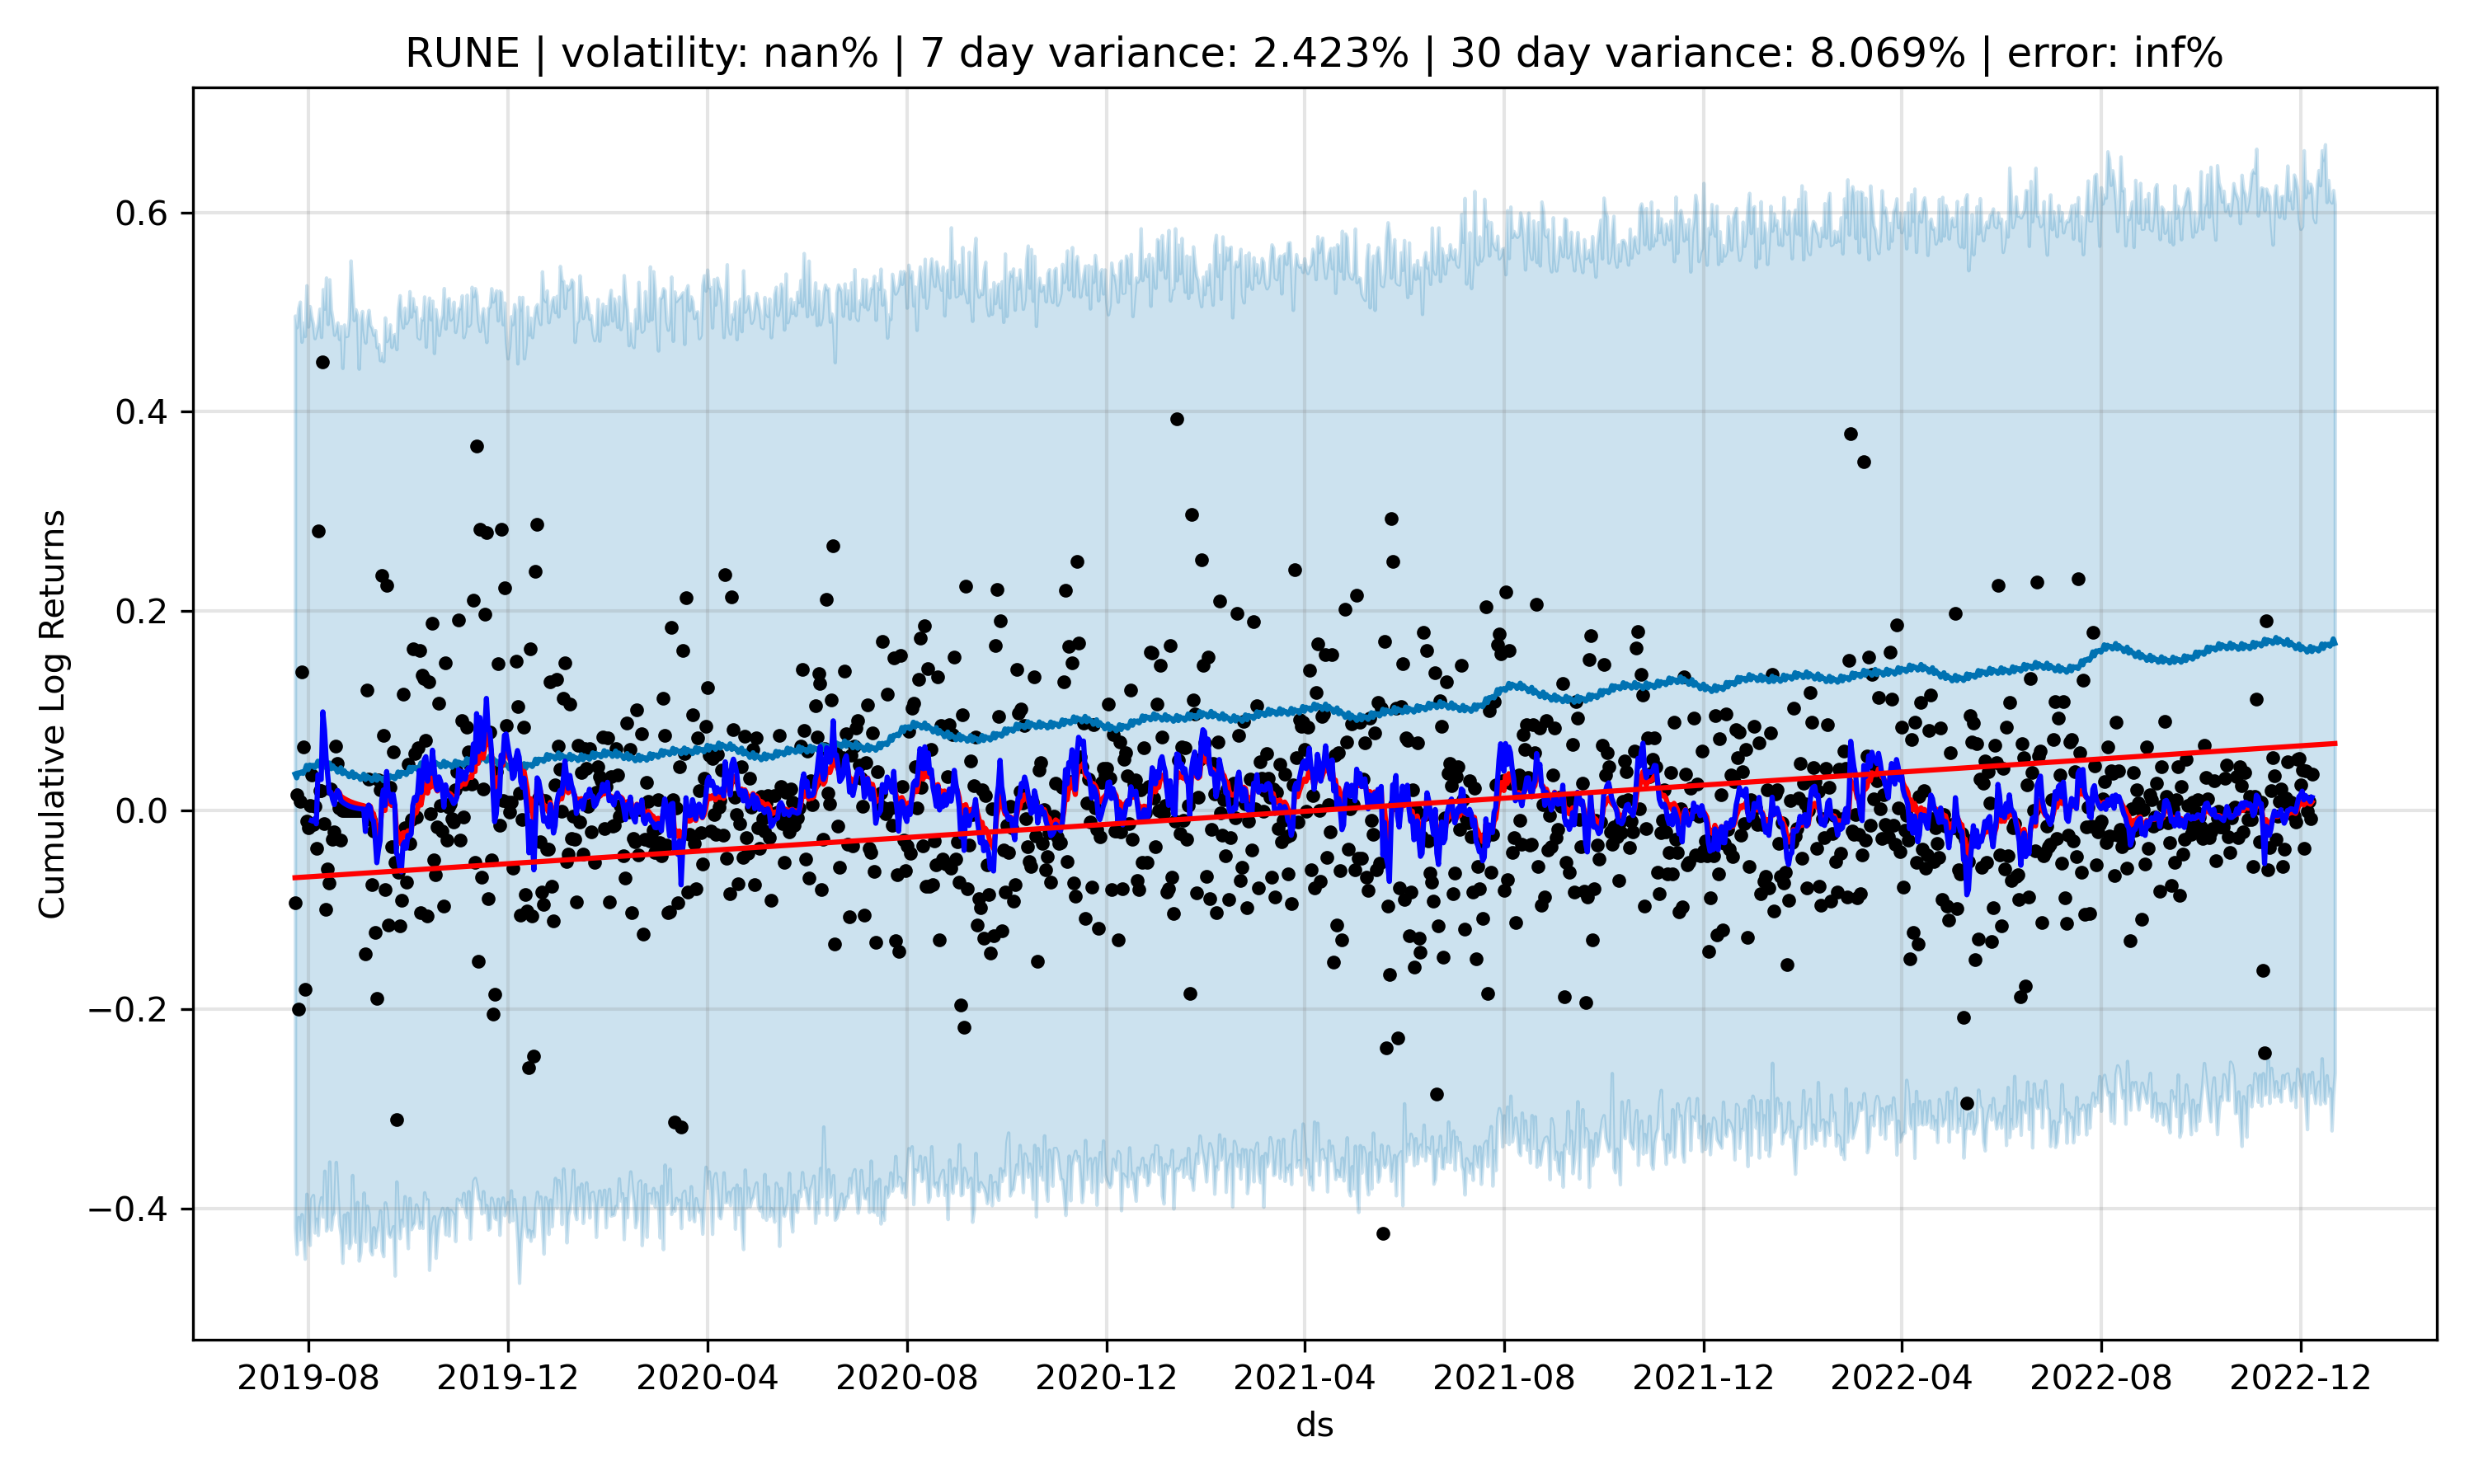 RUNE | volatility: nan% | 7 day variance: 2.423% | 30 day variance: 8.069% | error: inf%
Cumulative Log Returns
0.6
0.4
0.2
0.0
−0.2
−0.4
2019-08 2019-12 2020-04 2020-08 2020-12 2021-04 2021-08 2021-12 2022-04 2022-08 2022-12
ds